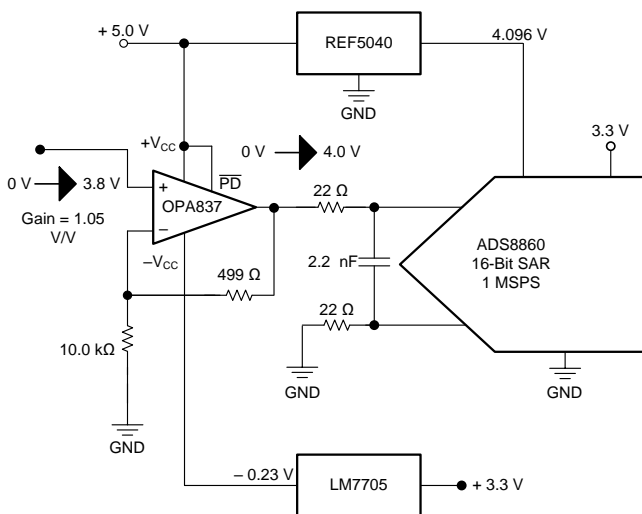 + 5.0 V
REF5040
4.096 V
GND
3.3 V
+VCC
0 V
4.0 V
PD
0 V
3.8 V
+
OPA837
22 Ω
Gain = 1.05
V/V
−
ADS8860
16-Bit SAR
1 MSPS
−VCC
2.2 nF
499 Ω
22 Ω
10.0 kΩ
GND
GND
GND
− 0.23 V
LM7705
+ 3.3 V